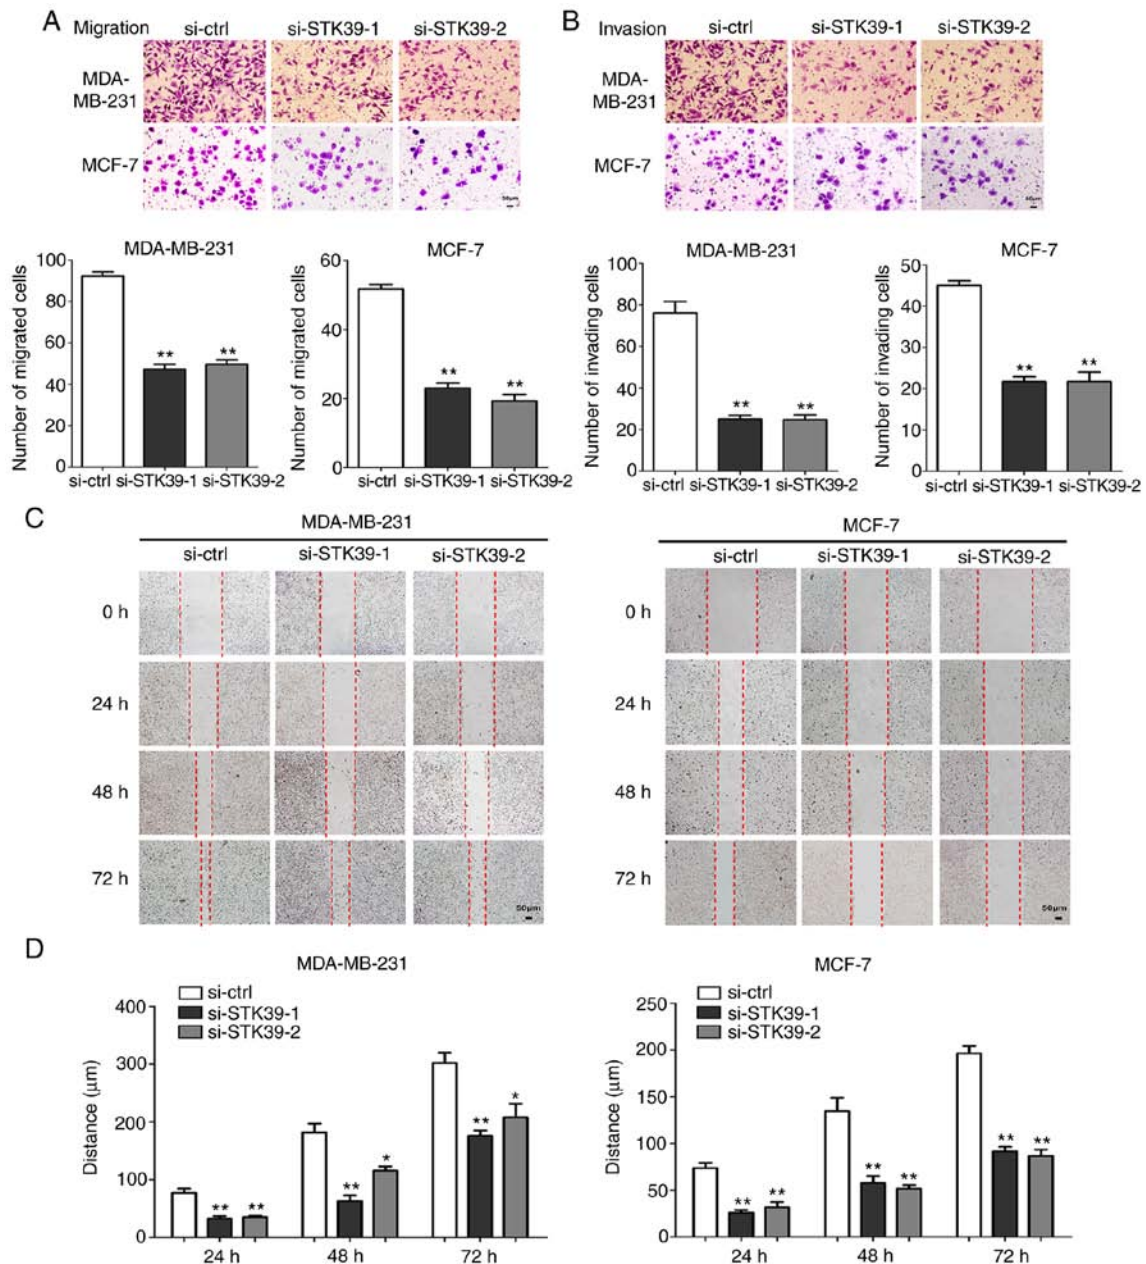 A Migration si-ctrl si-STK39-1 si-STK39-2
MDA-
MB-231
MCF-7
50μm
MDA-MB-231
Number of migrated cells
100
80
60
40
20
0
** **
si-ctrl si-STK39-1 si-STK39-2
MCF-7
Number of migrated cells
60
40
20
0
** **
si-ctrl si-STK39-1 si-STK39-2
B Invasion si-ctrl si-STK39-1 si-STK39-2
MDA-
MB-231
MCF-7
50μm
MDA-MB-231
Number of invading cells
100
80
60
40
20
0
** **
si-ctrl si-STK39-1 si-STK39-2
MCF-7
Number of invading cells
50
40
30
20
10
0
** **
si-ctrl si-STK39-1 si-STK39-2
C
MDA-MB-231
si-ctrl si-STK39-1 si-STK39-2
0 h
24 h
48 h
72 h
50μm
MCF-7
si-ctrl si-STK39-1 si-STK39-2
0 h
24 h
48 h
72 h
50μm
D
MDA-MB-231
si-ctrl
si-STK39-1
si-STK39-2
Distance (μm)
400
300
200
100
0
** ** ** * ** *
24 h 48 h 72 h
MCF-7
si-ctrl
si-STK39-1
si-STK39-2
Distance (μm)
250
200
150
100
50
0
** ** ** ** ** **
24 h 48 h 72 h